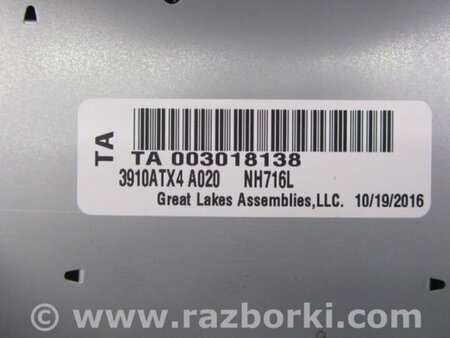 TA
TA 003018138
3910ATX4 A020 NH716L
Great Lakes Assemblies,LLC. 10/19/2016
© www.razborki.com